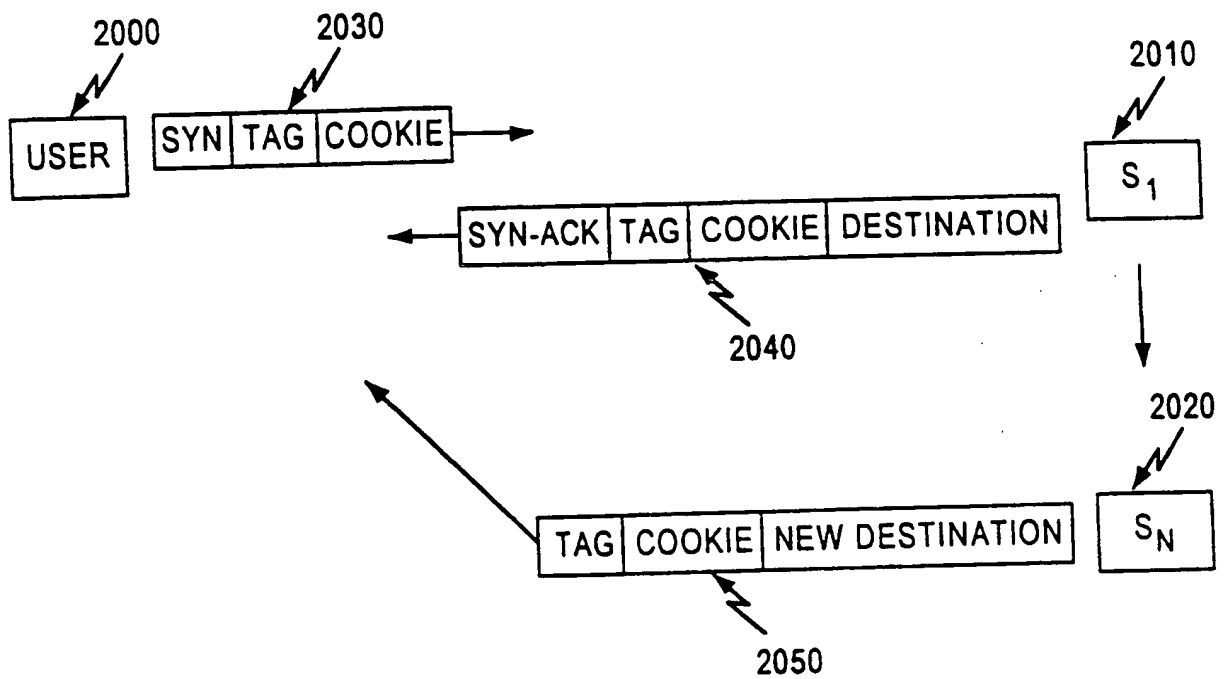 2000
2030
2010
USER
SYN TAG COOKIE
S1
SYN-ACK TAG COOKIE DESTINATION
2040
2020
TAG COOKIE NEW DESTINATION
SN
2050